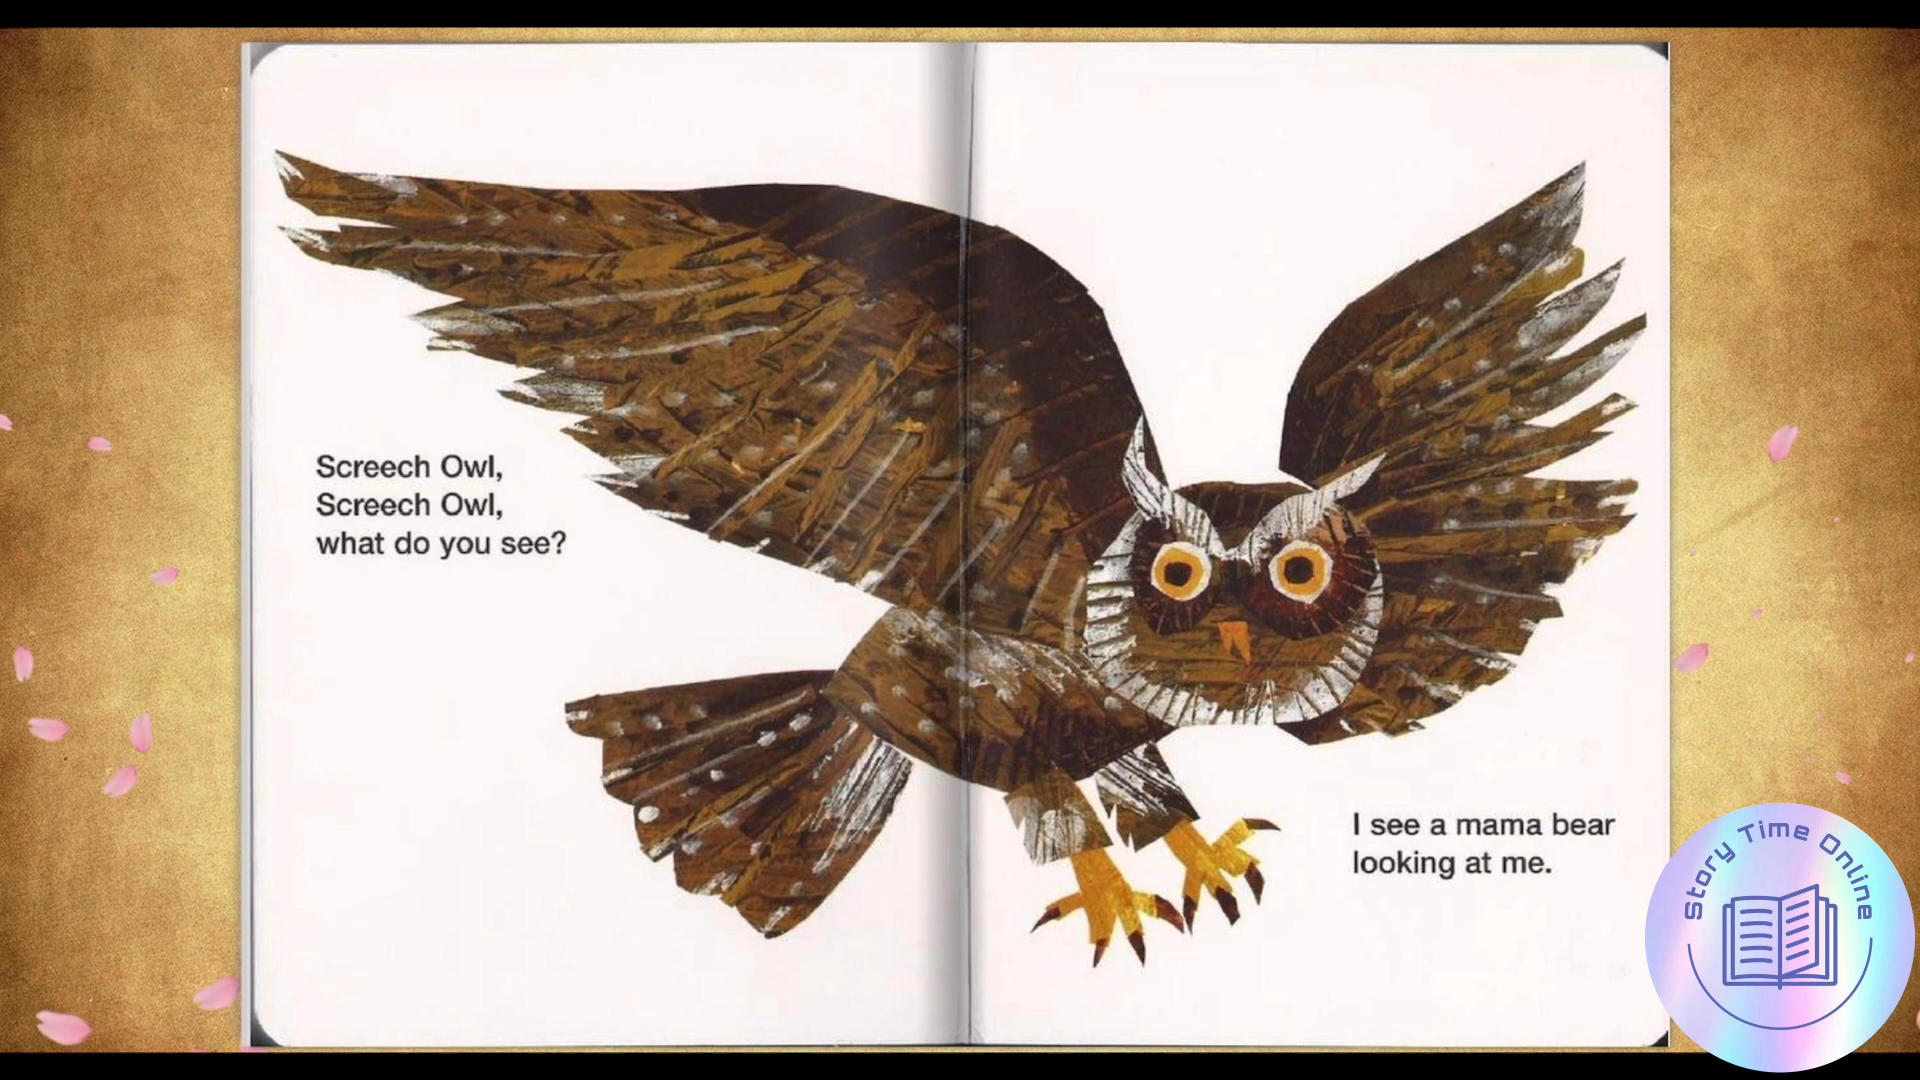 Screech Owl,
Screech Owl,
what do you see?
I see a mama bear
looking at me.
Story Time Online